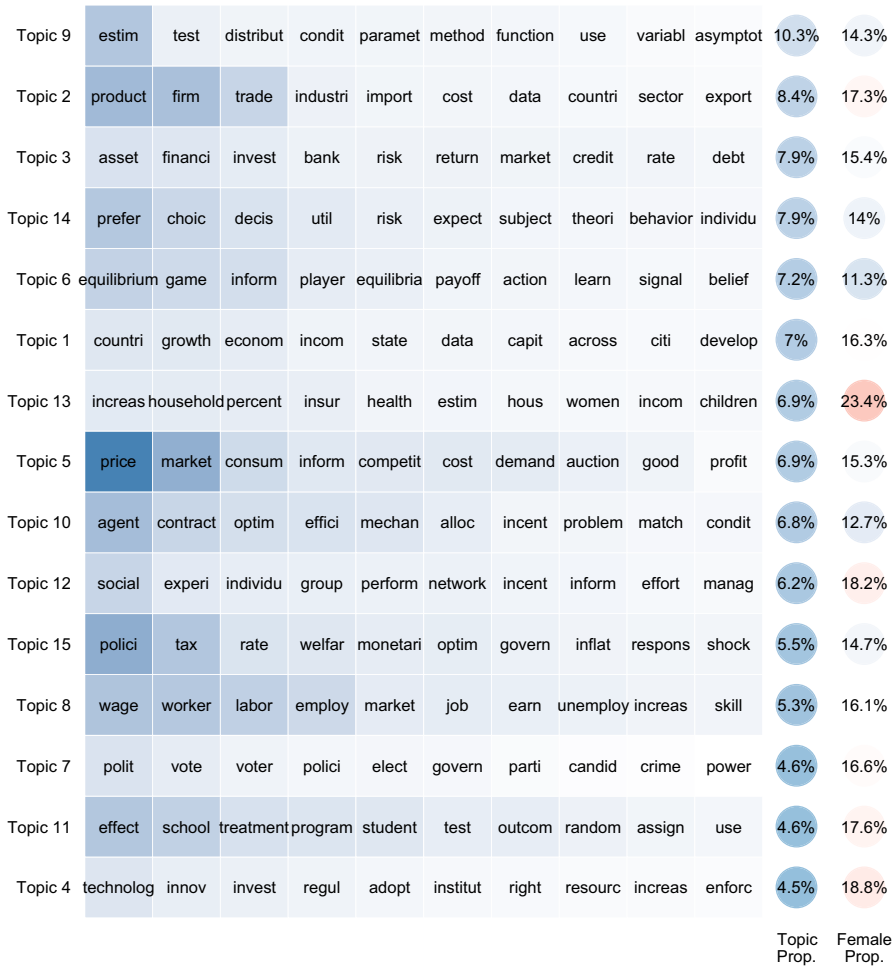 Topic 9 estim test distribut condit paramet method function use variabl asymptot 10.3% 14.3%
Topic 2 product firm trade industri import cost data countri sector export 8.4% 17.3%
Topic 3 asset financi invest bank risk return market credit rate debt 7.9% 15.4%
Topic 14 prefer choic decis util risk expect subject theori behavior individu 7.9% 14%
Topic 6 equilibrium game inform player equilibria payoff action learn signal belief 7.2% 11.3%
Topic 1 countri growth econom incom state data capit across citi develop 7% 16.3%
Topic 13 increas household percent insur health estim hous women incom children 6.9% 23.4%
Topic 5 price market consum inform competit cost demand auction good profit 6.9% 15.3%
Topic 10 agent contract optim effici mechan alloc incent problem match condit 6.8% 12.7%
Topic 12 social experi individu group perform network incent inform effort manag 6.2% 18.2%
Topic 15 polici tax rate welfar monetari optim govern inflat respons shock 5.5% 14.7%
Topic 8 wage worker labor employ market job earn unemploy increas skill 5.3% 16.1%
Topic 7 polit vote voter polici elect govern parti candid crime power 4.6% 16.6%
Topic 11 effect school treatment program student test outcom random assign use 4.6% 17.6%
Topic 4 technolog innov invest regul adopt institut right resourc increas enforc 4.5% 18.8%
Topic Female
Prop. Prop.